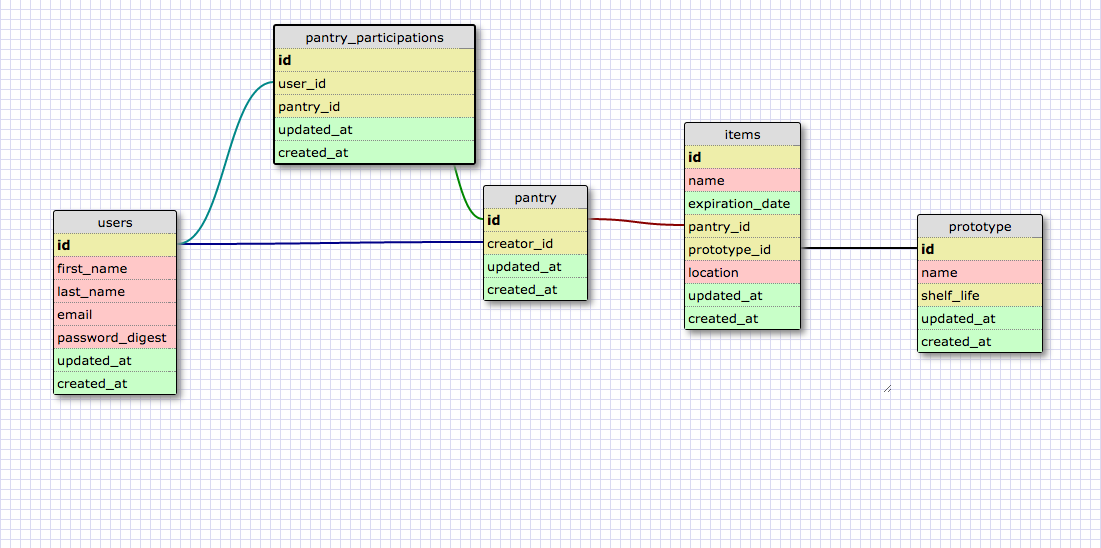 pantry_participations
id
user_id
pantry_id
updated_at
created_at
users
id
first_name
last_name
email
password_digest
updated_at
created_at
pantry
id
creator_id
updated_at
created_at
items
id
name
expiration_date
pantry_id
prototype_id
location
updated_at
created_at
prototype
id
name
shelf_life
updated_at
created_at